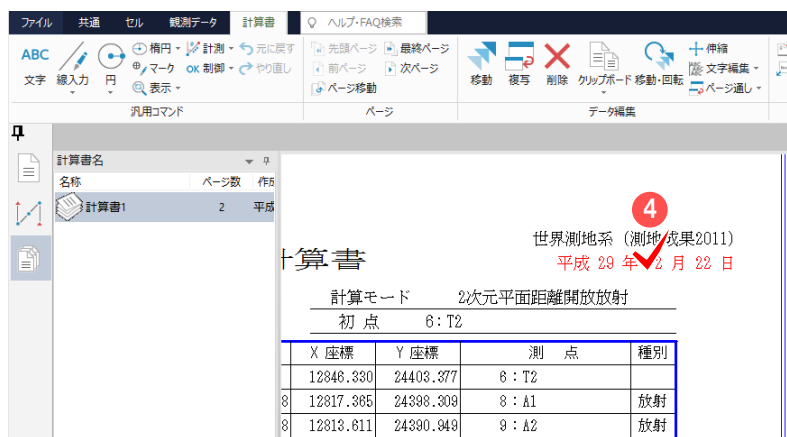 ファイル 共通 セル 観測データ 計算書 ヘルプ・FAQ検索
ABC 楕円 計測 元に戻す 先頭ページ 最終ページ 伸縮
マーク OK 制御 やり直し 前ページ 次ページ 文字編集
文字 線入力 円 表示 ページ移動 移動 複写 削除 クリップボード 移動・回転 ページ通し
汎用コマンド ページ データ編集
計算書名
名称 ページ数 作成
計算書1 2 平成
4
世界測地系 (測地成果2011)
計算書 平成 29 年 2 月 22 日
計算モード 2次元平面距離開放放射
初 点 6:T2
X 座標 Y 座標 測 点 種別
12846.330 24403.377 6:T2
8 12817.365 24398.309 8:A1 放射
8 12813.611 24390.949 9:A2 放射